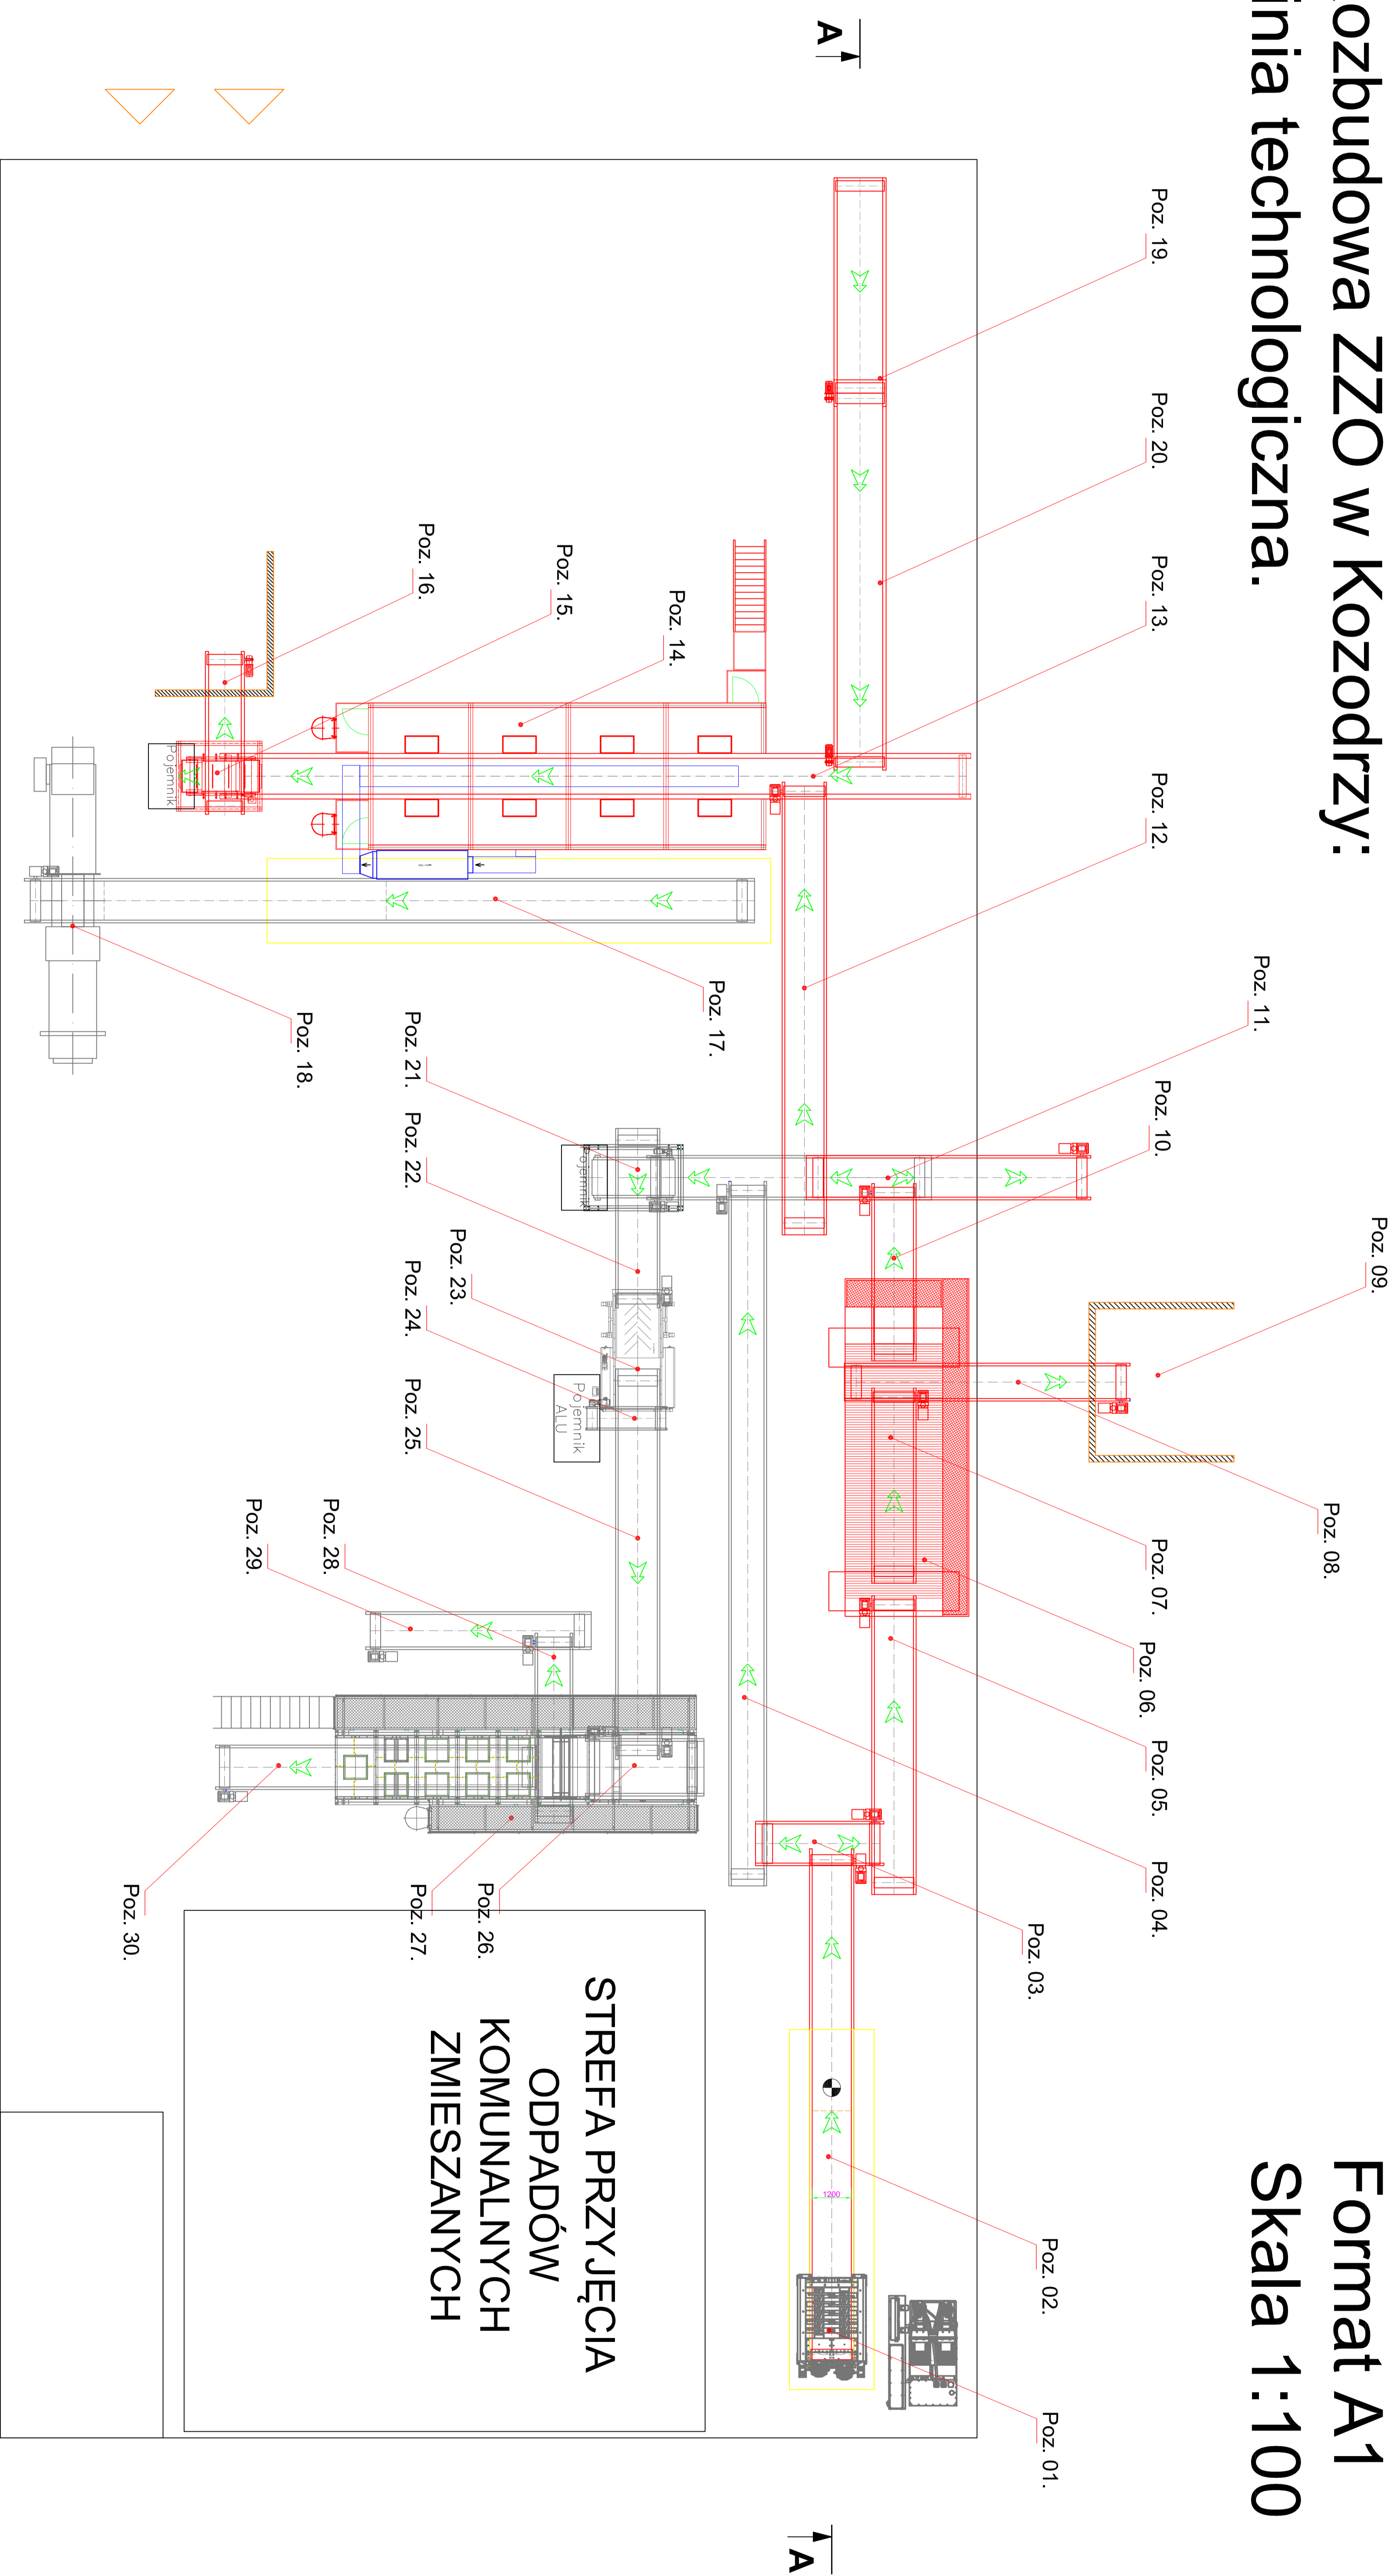 ozbudowa ZZO w Kozodrzy:
inia technologiczna.
Format A1
Skala 1:100
A
A
Poz. 09.
Poz. 08.
Poz. 11.
Poz. 19.
Poz. 20.
Poz. 13.
Poz. 12.
Poz. 10.
Poz. 07.
Poz. 06.
Poz. 05.
Poz. 04.
Poz. 03.
Poz. 02.
Poz. 01.
1200
Poz. 14.
Poz. 15.
Poz. 16.
Poz. 17.
Poz. 18.
Poz. 21.
Poz. 22.
Poz. 23.
Poz. 24.
Poz. 25.
Pojemnik
Pojemnik
Pojemnik
ALU
Poz. 28.
Poz. 29.
Poz. 26.
Poz. 27.
Poz. 30.
STREFA PRZYJĘCIA
ODPADÓW
KOMUNALNYCH
ZMIESZANYCH